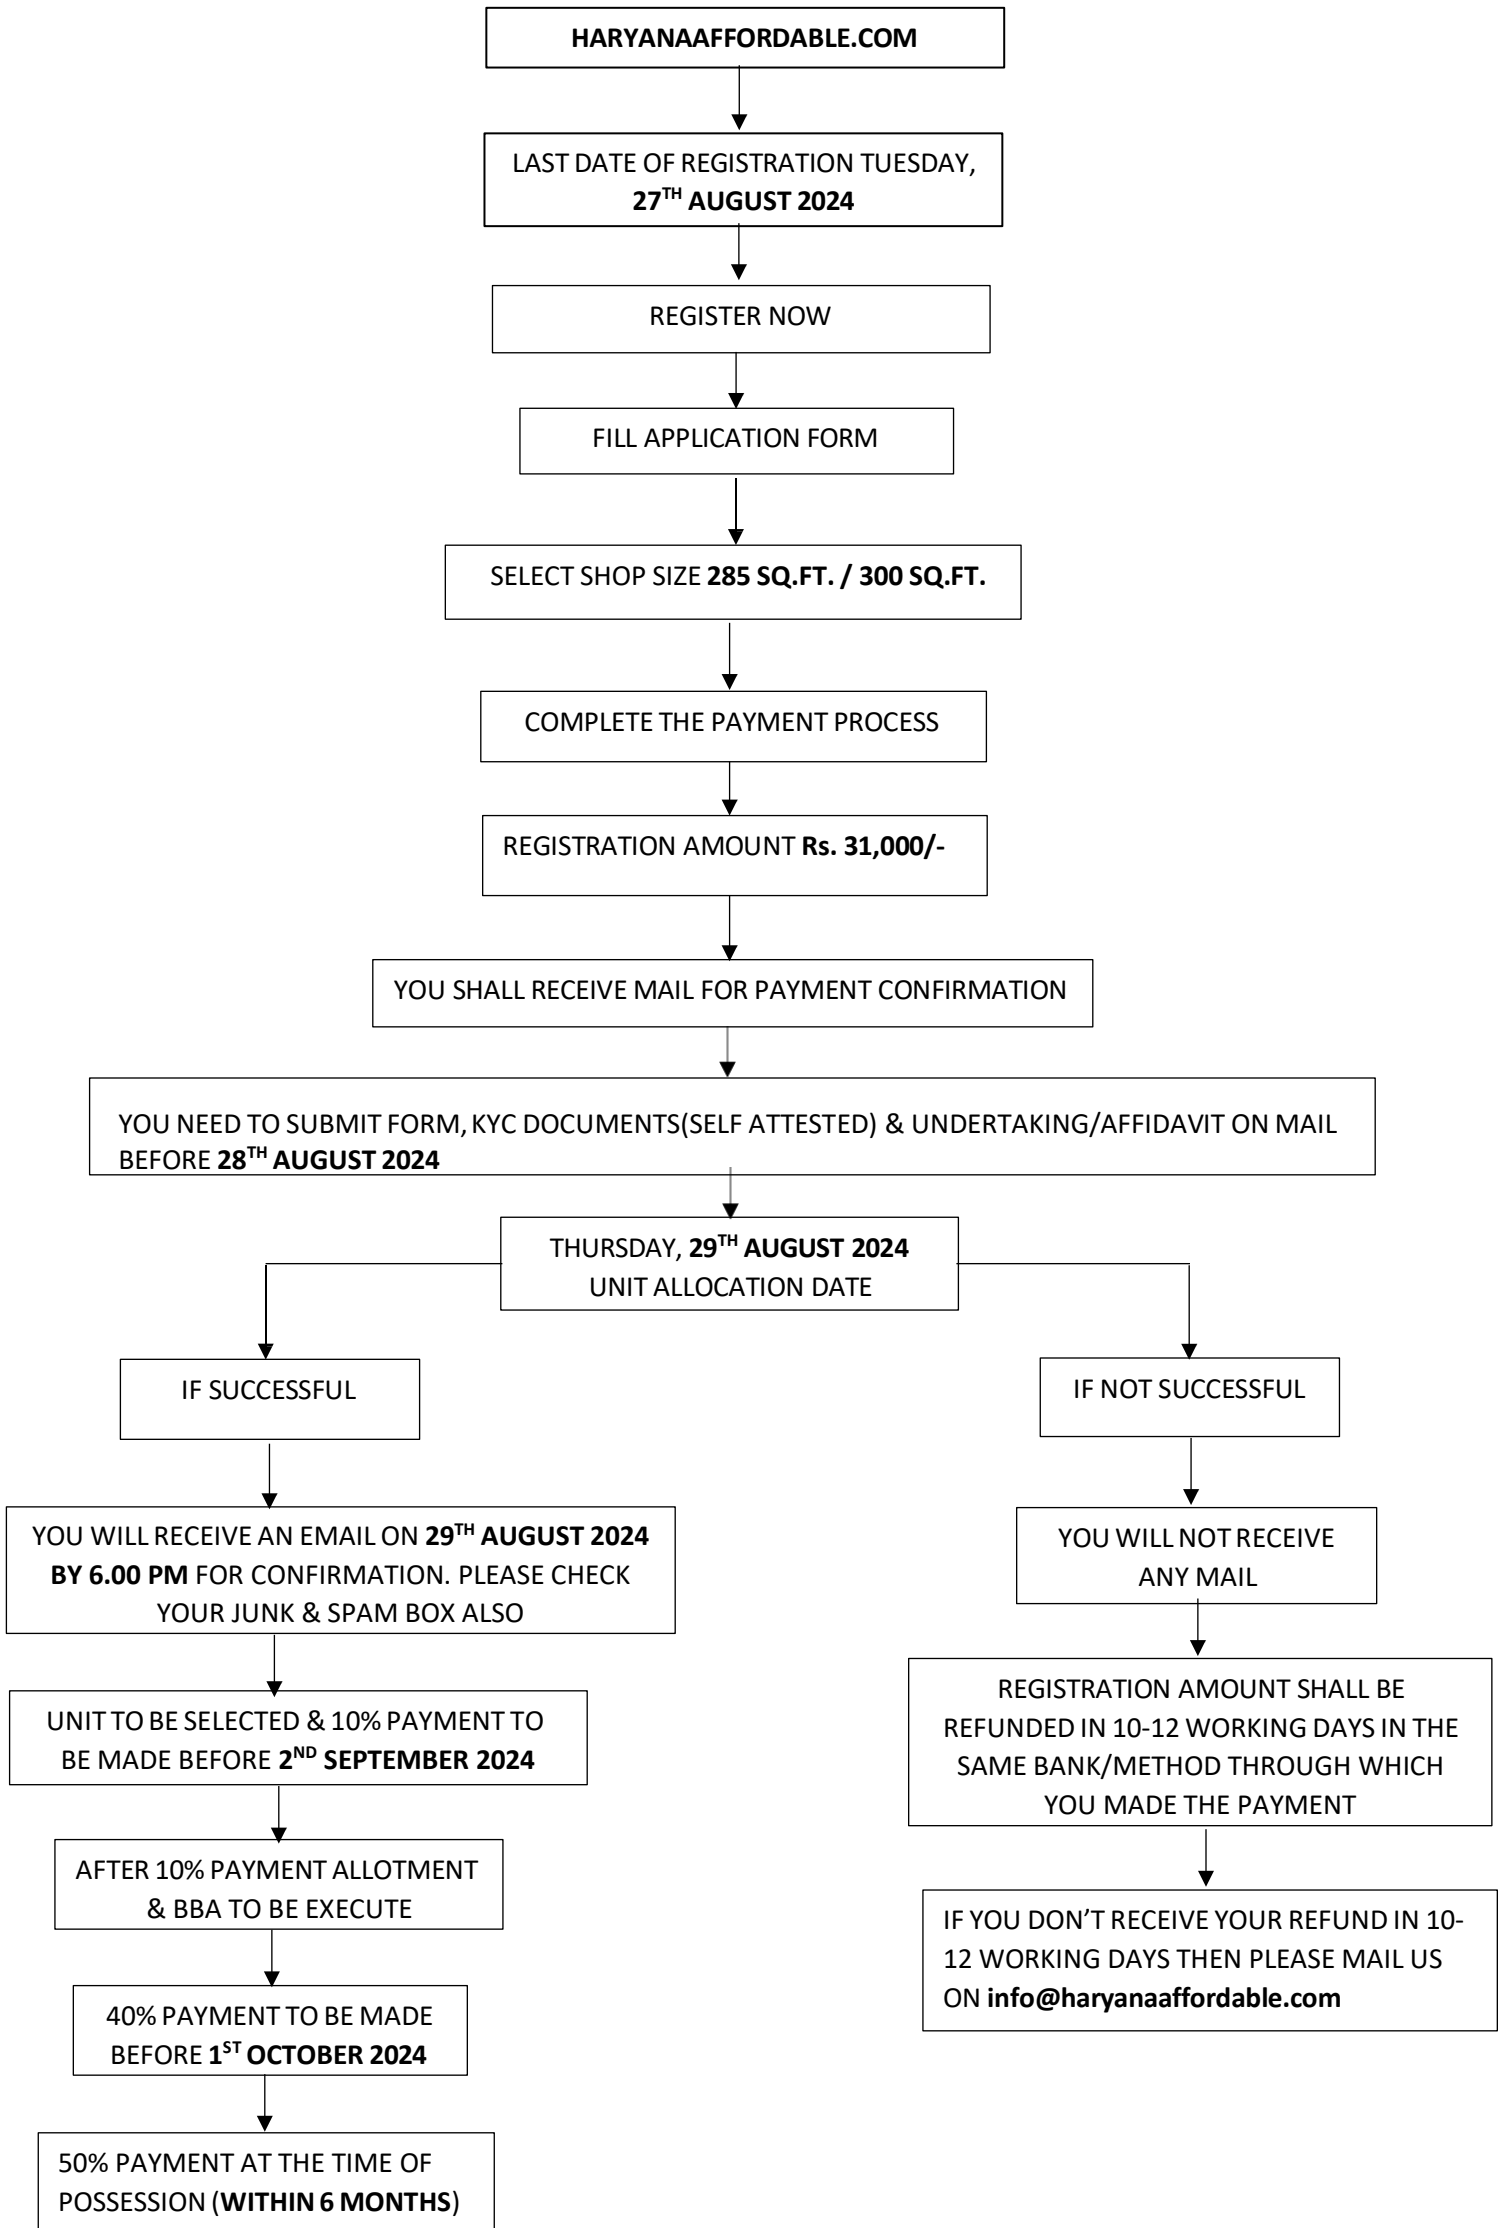 HARYANAAFFORDABLE.COM
LAST DATE OF REGISTRATION TUESDAY,
27TH AUGUST 2024
REGISTER NOW
FILL APPLICATION FORM
SELECT SHOP SIZE 285 SQ.FT. / 300 SQ.FT.
COMPLETE THE PAYMENT PROCESS
REGISTRATION AMOUNT Rs. 31,000/-
YOU SHALL RECEIVE MAIL FOR PAYMENT CONFIRMATION
YOU NEED TO SUBMIT FORM, KYC DOCUMENTS(SELF ATTESTED) & UNDERTAKING/AFFIDAVIT ON MAIL
BEFORE 28TH AUGUST 2024
THURSDAY, 29TH AUGUST 2024
UNIT ALLOCATION DATE
IF SUCCESSFUL
YOU WILL RECEIVE AN EMAIL ON 29TH AUGUST 2024
BY 6.00 PM FOR CONFIRMATION. PLEASE CHECK
YOUR JUNK & SPAM BOX ALSO
UNIT TO BE SELECTED & 10% PAYMENT TO
BE MADE BEFORE 2ND SEPTEMBER 2024
AFTER 10% PAYMENT ALLOTMENT
& BBA TO BE EXECUTE
40% PAYMENT TO BE MADE
BEFORE 1ST OCTOBER 2024
50% PAYMENT AT THE TIME OF
POSSESSION (WITHIN 6 MONTHS)
IF NOT SUCCESSFUL
YOU WILL NOT RECEIVE
ANY MAIL
REGISTRATION AMOUNT SHALL BE
REFUNDED IN 10-12 WORKING DAYS IN THE
SAME BANK/METHOD THROUGH WHICH
YOU MADE THE PAYMENT
IF YOU DON'T RECEIVE YOUR REFUND IN 10-
12 WORKING DAYS THEN PLEASE MAIL US
ON info@haryanaaffordable.com